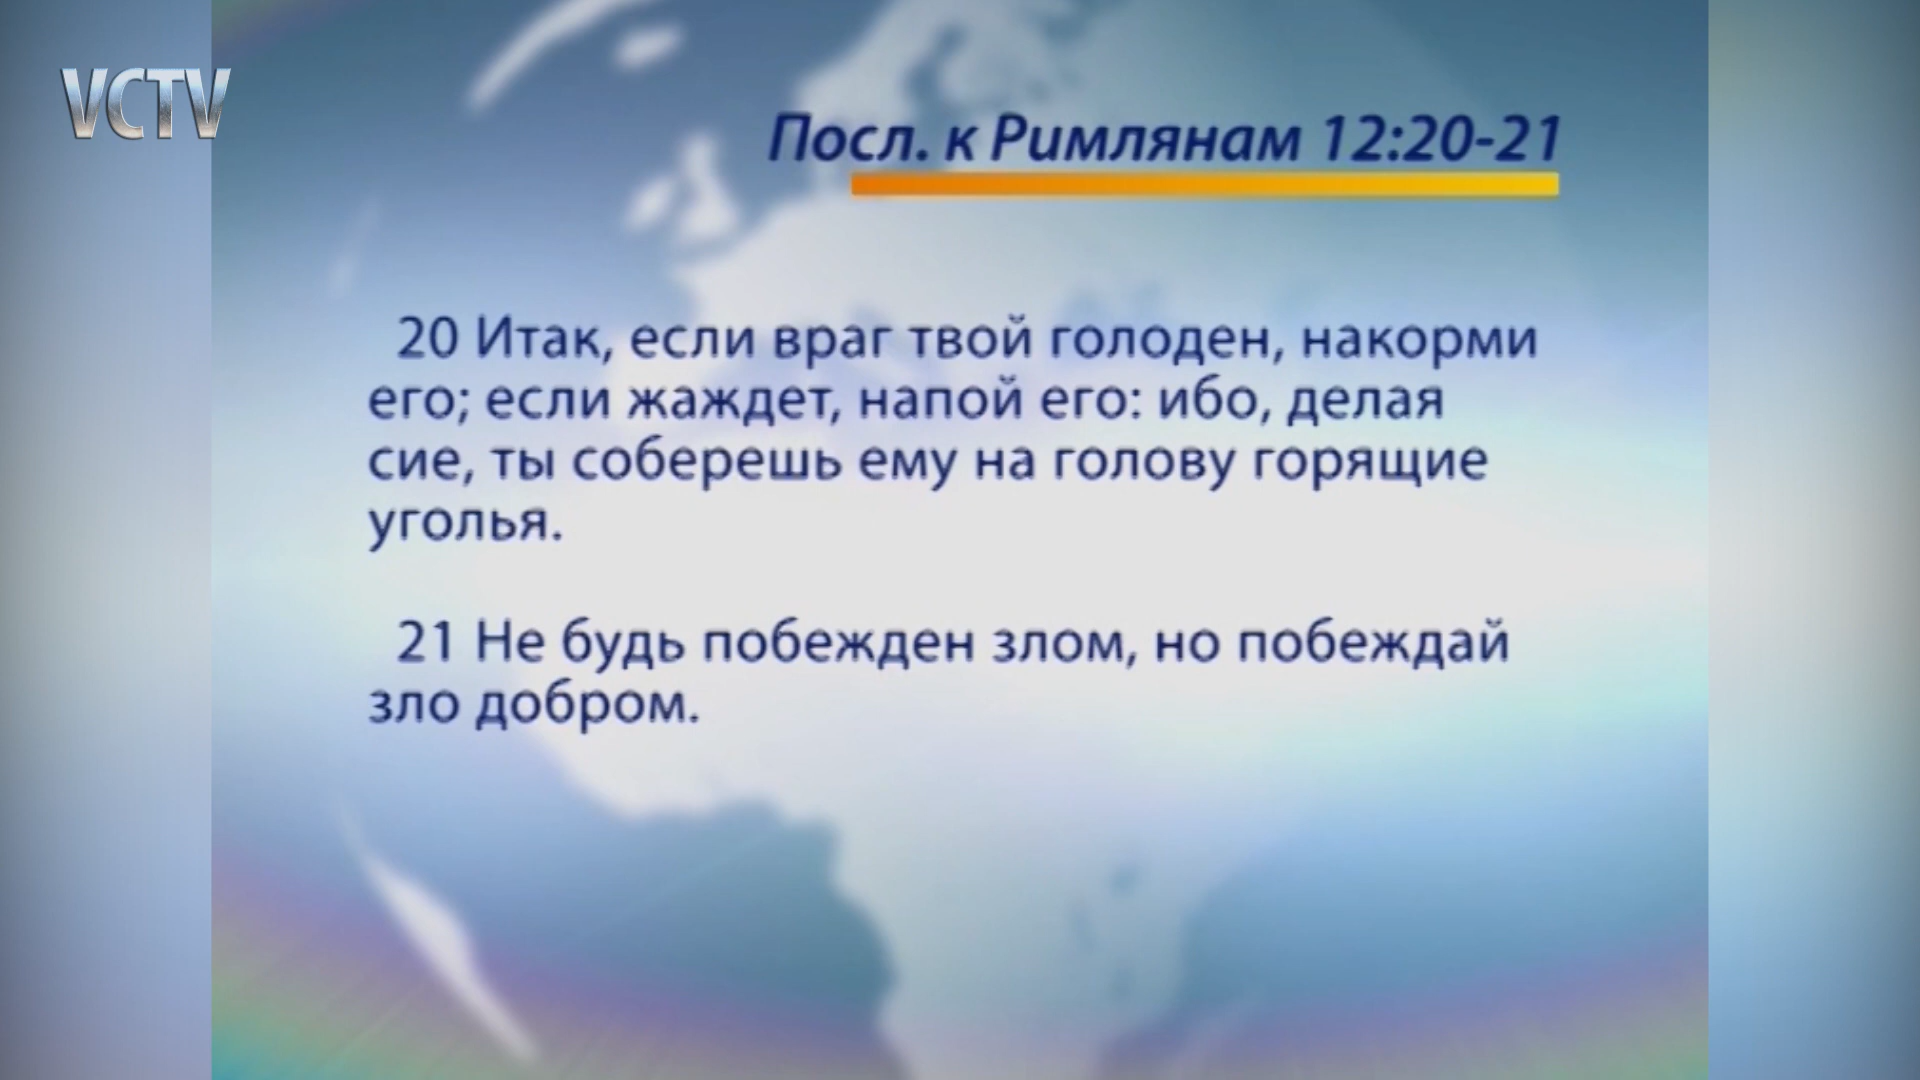 VCTV
Посл. к Римлянам 12:20-21
20 Итак, если враг твой голоден, накорми
его; если жаждет, напой его: ибо, делая
сие, ты соберешь ему на голову горящие
уголья.
21 Не будь побежден злом, но побеждай
зло добром.